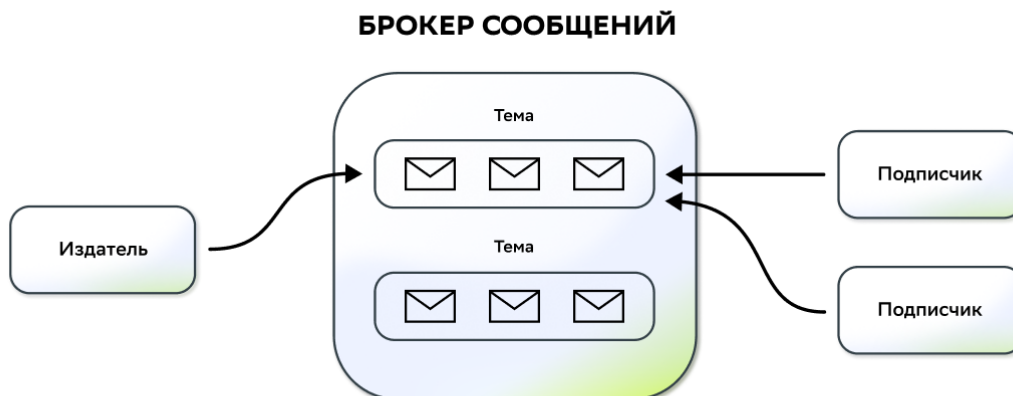 БРОКЕР СООБЩЕНИЙ
Тема
Подписчик
Издатель
Тема
Подписчик